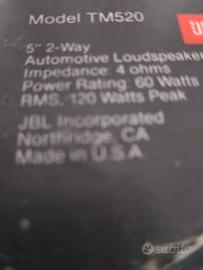 Model TM520
5" 2-Way
Automotive Loudspeaker
Impedance: 4 ohms
Power Rating: 60 Watts
RMS, 120 Watts Peak
JBL Incorporated
Northridge, CA
Made in U.S.A
subito